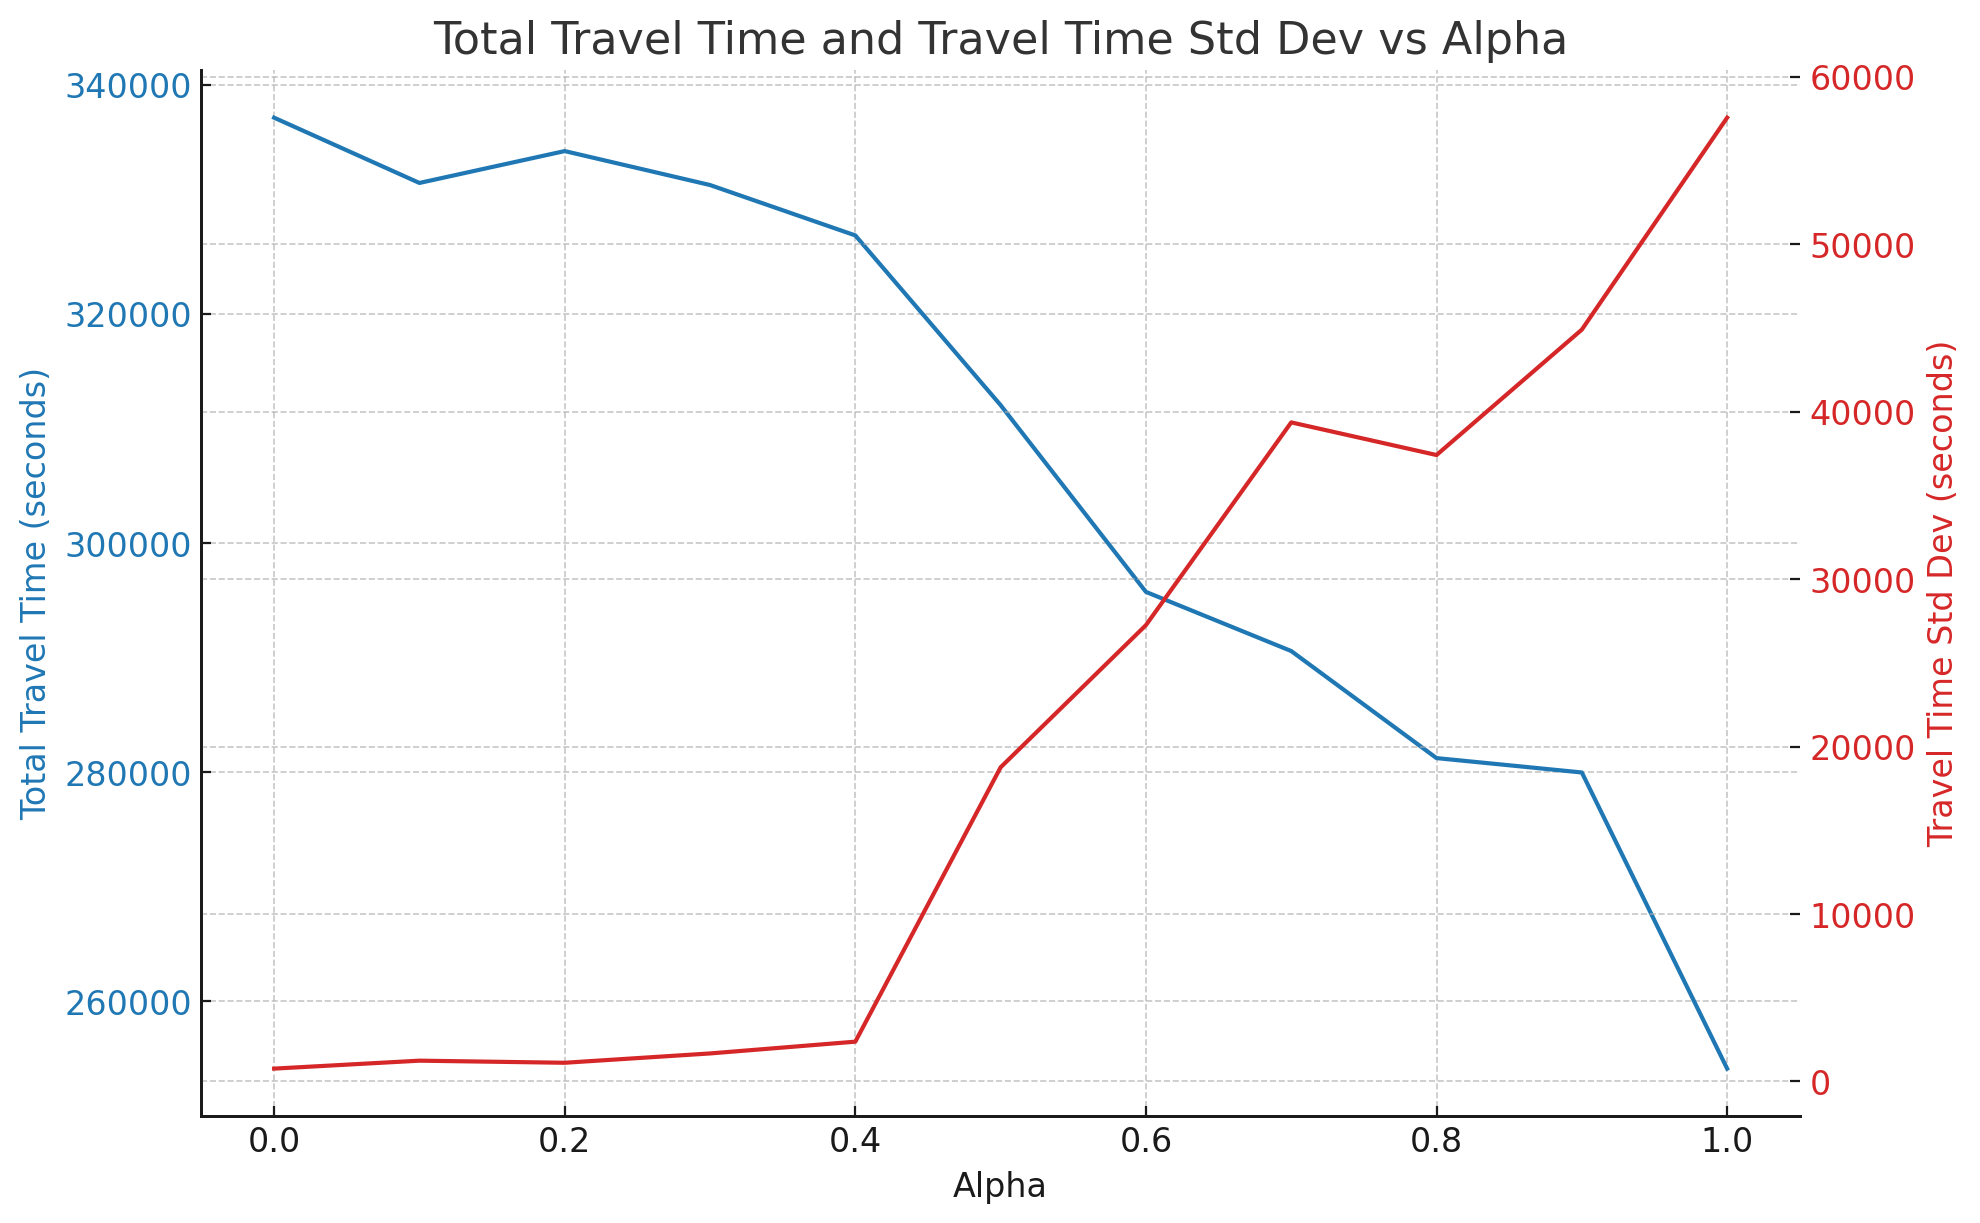 Total Travel Time and Travel Time Std Dev vs Alpha
340000
320000
300000
280000
260000
Total Travel Time (seconds)
60000
50000
40000
30000
20000
10000
0
Travel Time Std Dev (seconds)
0.0 0.2 0.4 0.6 0.8 1.0
Alpha